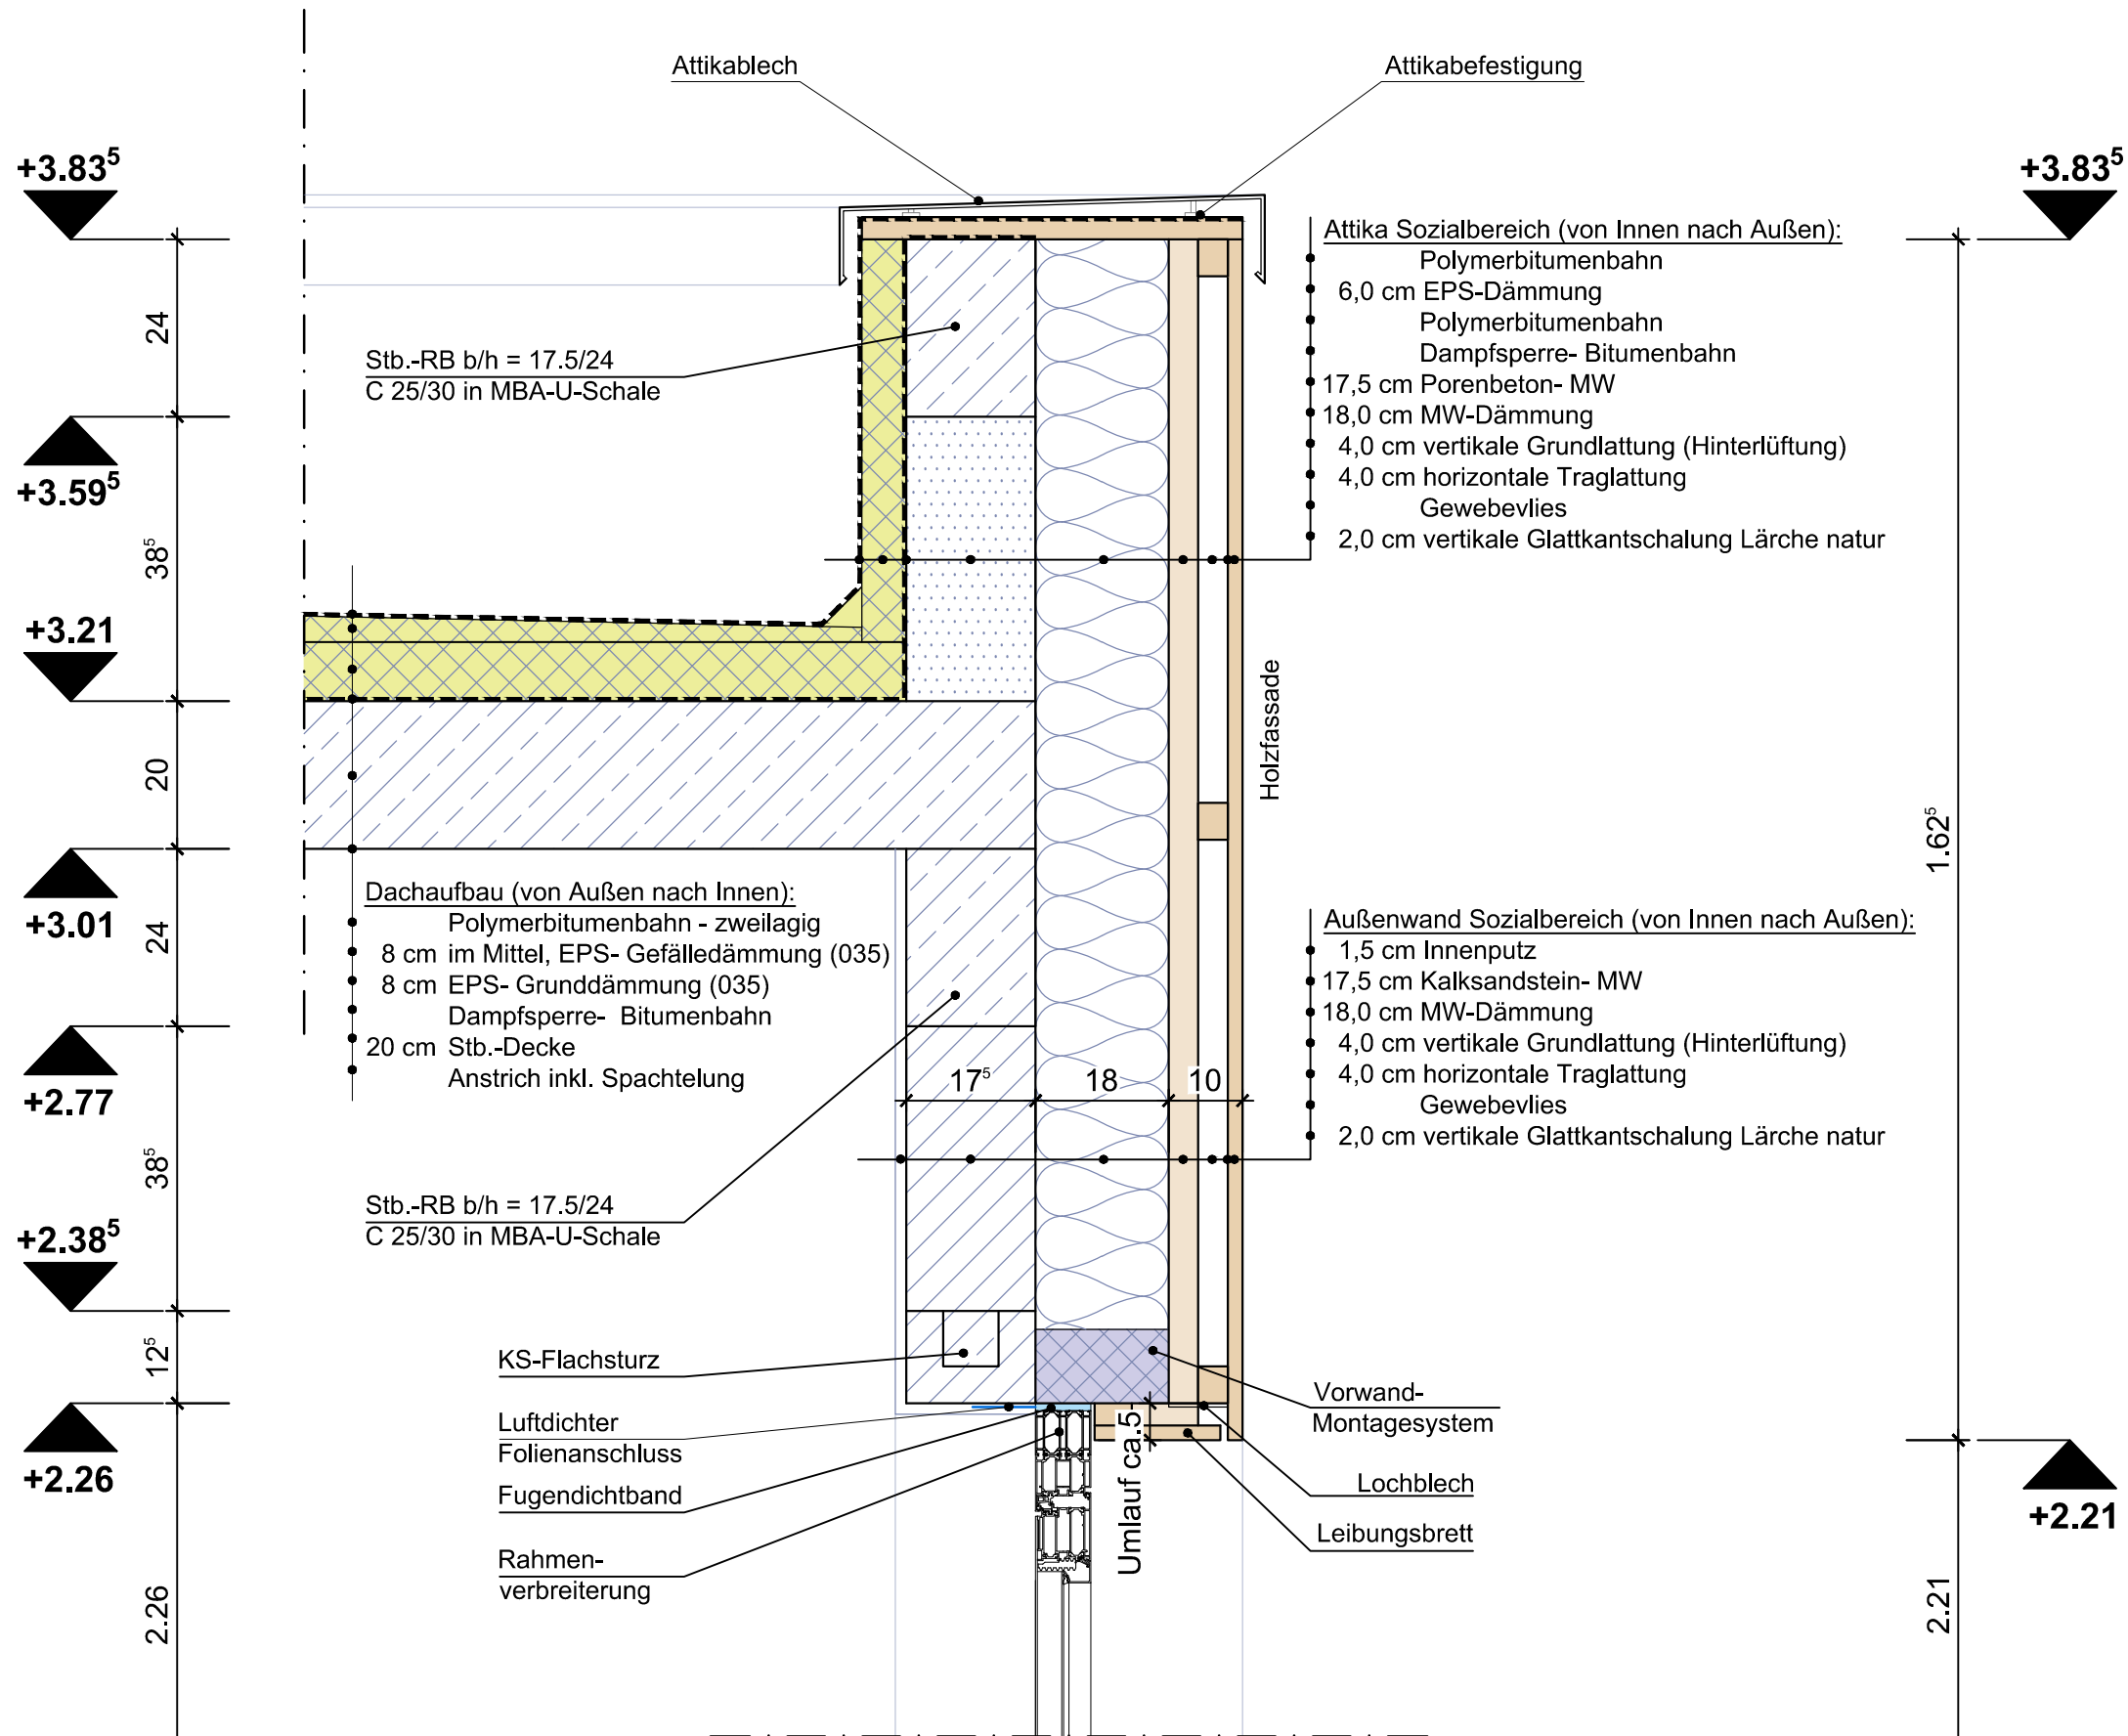 Attikablech
Attikabefestigung
+3.83⁵
+3.83⁵
Attika Sozialbereich (von Innen nach Außen):
Polymerbitumenbahn
6,0 cm EPS-Dämmung
Polymerbitumenbahn
Dampfsperre- Bitumenbahn
17,5 cm Porenbeton- MW
18,0 cm MW-Dämmung
4,0 cm vertikale Grundlattung (Hinterlüftung)
4,0 cm horizontale Traglattung
Gewebevlies
2,0 cm vertikale Glattkantschalung Lärche natur
24
Stb.-RB b/h = 17.5/24
C 25/30 in MBA-U-Schale
+3.59⁵
38⁵
+3.21
20
Holzfassade
1.62⁵
+3.01
24
Dachaufbau (von Außen nach Innen):
Polymerbitumenbahn - zweilagig
8 cm im Mittel, EPS- Gefälledämmung (035)
8 cm EPS- Grunddämmung (035)
Dampfsperre- Bitumenbahn
20 cm Stb.-Decke
Anstrich inkl. Spachtelung
Außenwand Sozialbereich (von Innen nach Außen):
1,5 cm Innenputz
17,5 cm Kalksandstein- MW
18,0 cm MW-Dämmung
4,0 cm vertikale Grundlattung (Hinterlüftung)
4,0 cm horizontale Traglattung
Gewebevlies
2,0 cm vertikale Glattkantschalung Lärche natur
+2.77
17⁵
18
10
38⁵
Stb.-RB b/h = 17.5/24
C 25/30 in MBA-U-Schale
+2.38⁵
12⁵
KS-Flachsturz
Luftdichter
Folienanschluss
Fugendichtband
Rahmen-
verbreiterung
Umlauf ca.5
Vorwand-
Montagesystem
Lochblech
Leibungsbrett
+2.26
+2.21
2.26
2.21